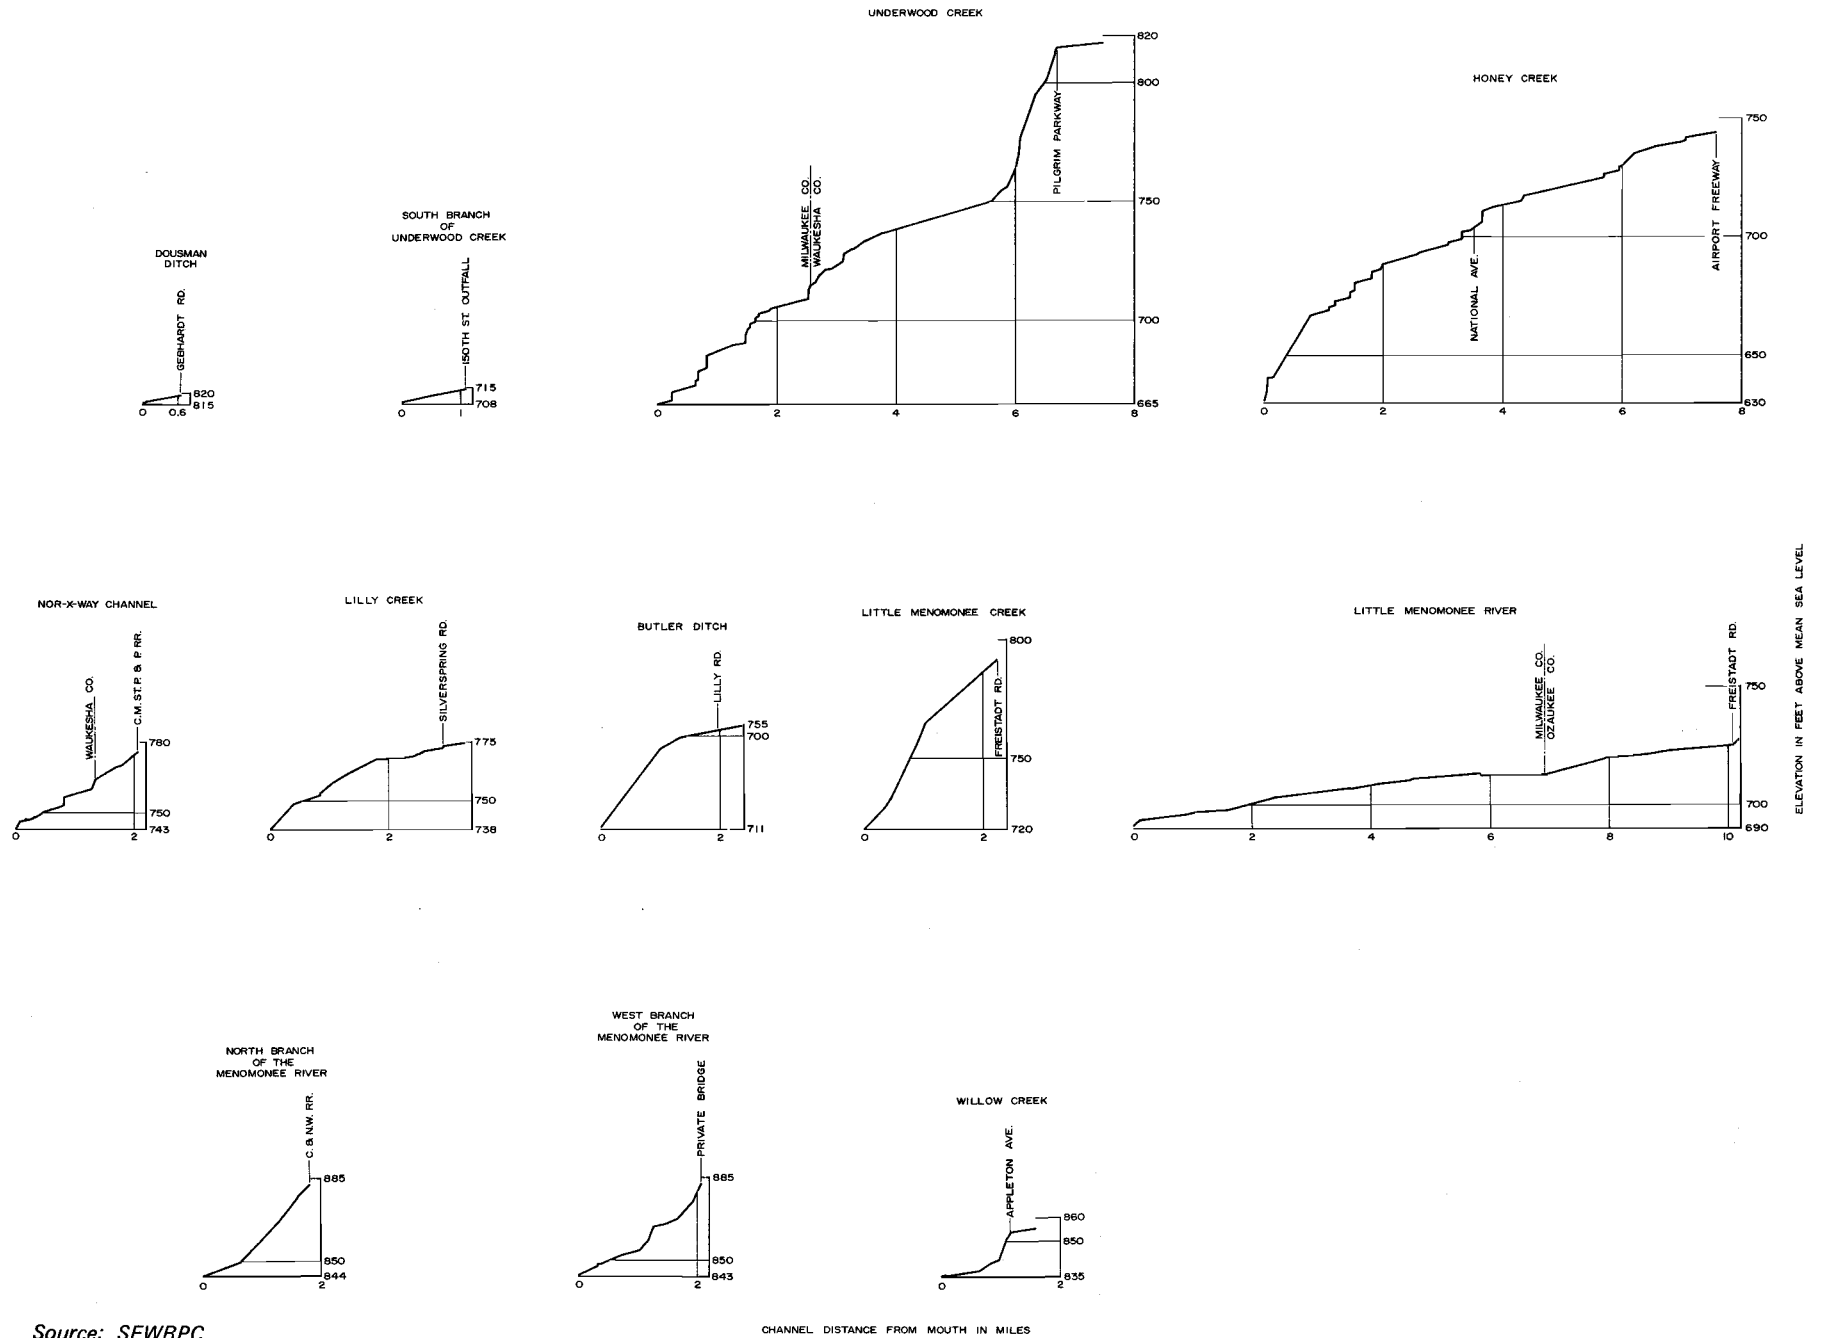 UNDERWOOD CREEK
820
800
750
700
665
PILGRIM PARKWAY
MILWAUKEE CO.
WAUKESHA CO.
0 2 4 6 8
HONEY CREEK
750
700
650
630
NATIONAL AVE.
AIRPORT FREEWAY
0 2 4 6 8
DOUSMAN
DITCH
GEBHARDT RD.
820
815
0 0.6
SOUTH BRANCH
OF
UNDERWOOD CREEK
150TH ST. OUTFALL
715
708
0 1
NOR-X-WAY CHANNEL
WAUKESHA CO.
C.M. ST. P. & P. RR.
780
750
743
0 2
LILLY CREEK
SILVERSPRING RD.
775
750
738
0 2
BUTLER DITCH
LILLY RD.
755
700
711
0 2
LITTLE MENOMONEE CREEK
800
750
720
FREISTADT RD.
0 2
LITTLE MENOMONEE RIVER
MILWAUKEE CO.
OZAUKEE CO.
FREISTADT RD.
750
700
690
0 2 4 6 8 10
ELEVATION IN FEET ABOVE MEAN SEA LEVEL
NORTH BRANCH
OF THE
MENOMONEE RIVER
C. & N.W. RR.
885
850
844
0 2
WEST BRANCH
OF THE
MENOMONEE RIVER
PRIVATE BRIDGE
885
850
843
0 2
WILLOW CREEK
APPLETON AVE.
860
850
835
0 2
Source: SEWRPC
CHANNEL DISTANCE FROM MOUTH IN MILES